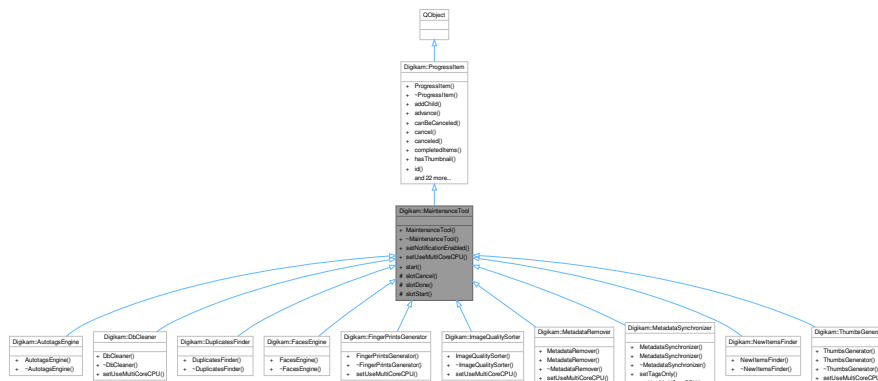 QObject
Digikam::ProgressItem
+ ProgressItem()
+ ~ProgressItem()
+ addChild()
+ advance()
+ canBeCanceled()
+ cancel()
+ canceled()
+ completedItems()
+ hasThumbnail()
+ id()
and 22 more...
Digikam::MaintenanceTool
+ MaintenanceTool()
+ ~MaintenanceTool()
+ setNotificationEnabled()
+ setUseMultiCoreCPU()
+ start()
# slotCancel()
# slotDone()
# slotStart()
Digikam::AutotagsEngine
+ AutotagsEngine()
+ ~AutotagsEngine()
Digikam::DbCleaner
+ DbCleaner()
+ ~DbCleaner()
+ setUseMultiCoreCPU()
Digikam::DuplicatesFinder
+ DuplicatesFinder()
+ ~DuplicatesFinder()
Digikam::FacesEngine
+ FacesEngine()
+ ~FacesEngine()
Digikam::FingerPrintsGenerator
+ FingerPrintsGenerator()
+ ~FingerPrintsGenerator()
+ setUseMultiCoreCPU()
Digikam::ImageQualitySorter
+ ImageQualitySorter()
+ ~ImageQualitySorter()
+ setUseMultiCoreCPU()
Digikam::MetadataRemover
+ MetadataRemover()
+ MetadataRemover()
+ ~MetadataRemover()
+ setUseMultiCoreCPU()
Digikam::MetadataSynchronizer
+ MetadataSynchronizer()
+ MetadataSynchronizer()
+ ~MetadataSynchronizer()
+ setTagsOnly()
Digikam::NewItemsFinder
+ NewItemsFinder()
+ ~NewItemsFinder()
Digikam::ThumbsGenerat
+ ThumbsGenerator()
+ ThumbsGenerator()
+ ~ThumbsGenerator()
+ setUseMultiCoreCPU